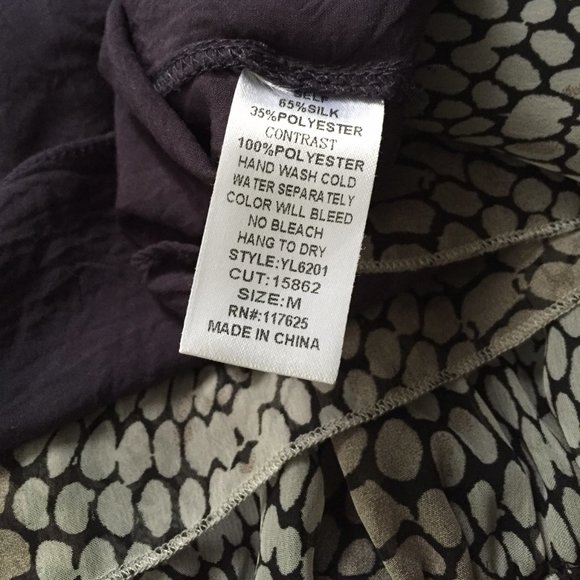 SELF
65%SILK
35%POLYESTER
CONTRAST
100%POLYESTER
HAND WASH COLD
WATER SEPARATELY
COLOR WILL BLEED
NO BLEACH
HANG TO DRY
STYLE:YL6201
CUT:15862
SIZE:M
RN#:117625
MADE IN CHINA